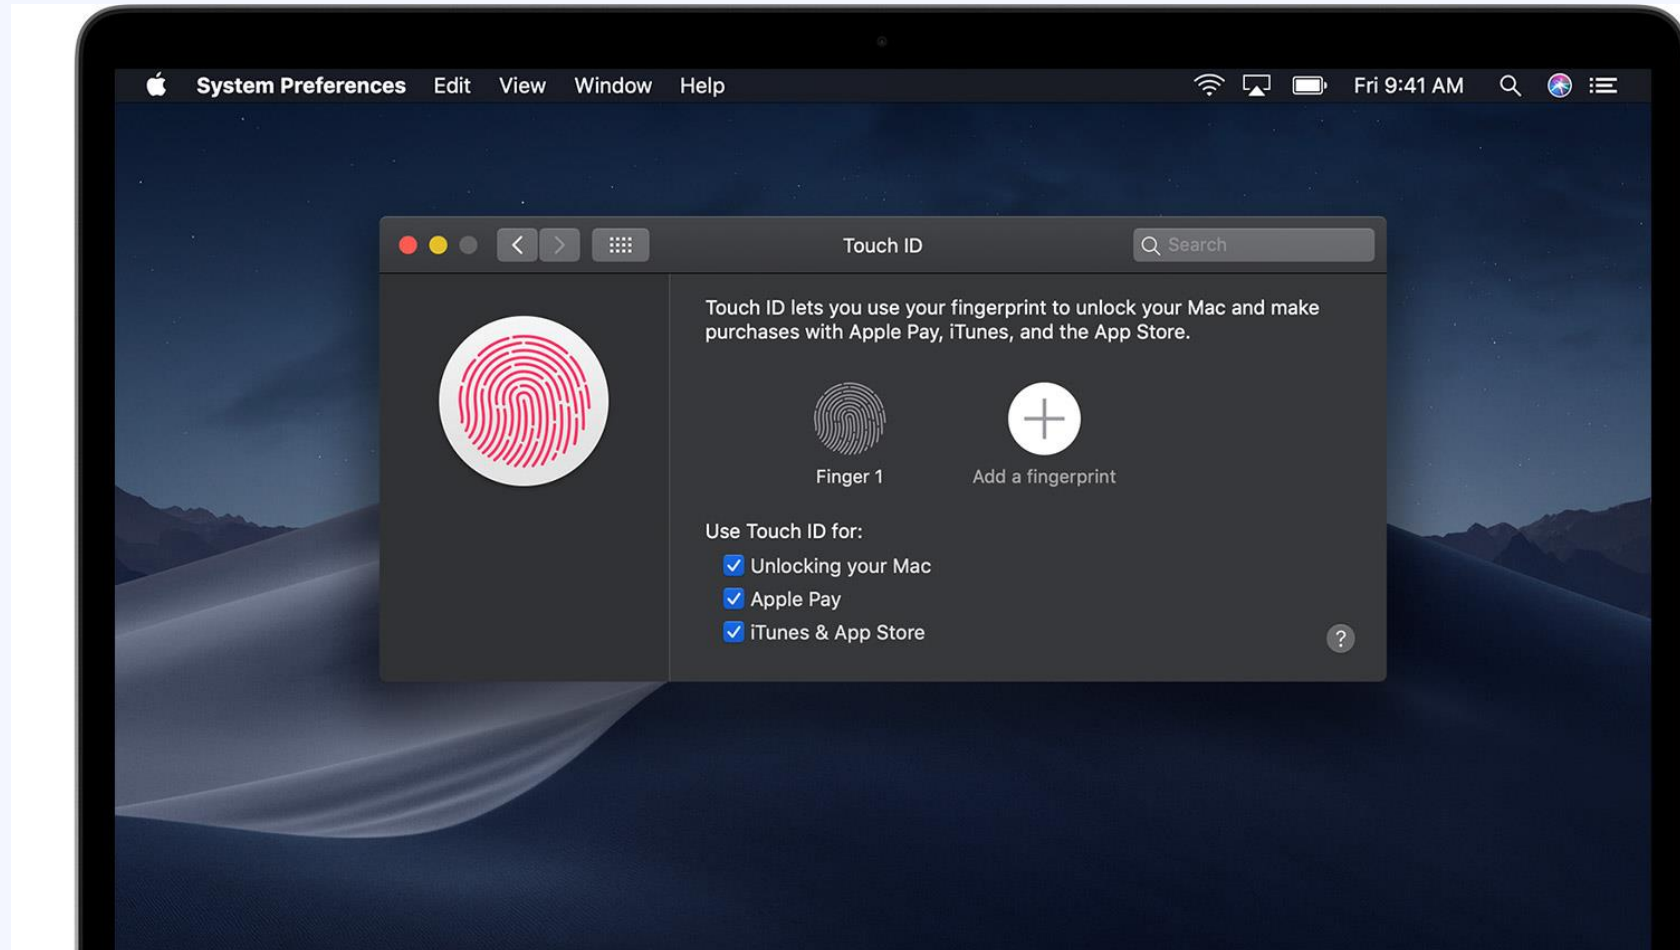 System Preferences Edit View Window Help Fri 9:41 AM
Touch ID Search
Touch ID lets you use your fingerprint to unlock your Mac and make
purchases with Apple Pay, iTunes, and the App Store.
Finger 1 Add a fingerprint
Use Touch ID for:
Unlocking your Mac
Apple Pay
iTunes & App Store
?